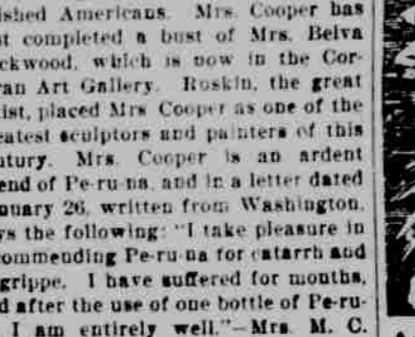 ished Americans. Mrs. Cooper has
st completed a bust of Mrs. Belva
ckwood, which is now in the Cor-
ran Art Gallery. Ruskin, the great
tist, placed Mrs Cooper as one of the
eatest sculptors and painters of this
ntury. Mrs. Cooper is an ardent
end of Pe-ru-na, and in a letter dated
nuary 26, written from Washington,
ys the following: "I take pleasure in
commending Pe-ru-na for catarrh and
grippe. I have suffered for months,
d after the use of one bottle of Pe-ru-
I am entirely well."—Mrs. M. C.